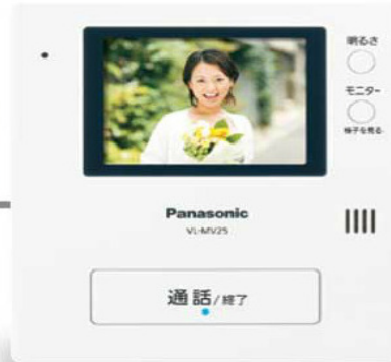 明るさ
モニター
様子を見る
Panasonic
VL-MV25
通話/終了